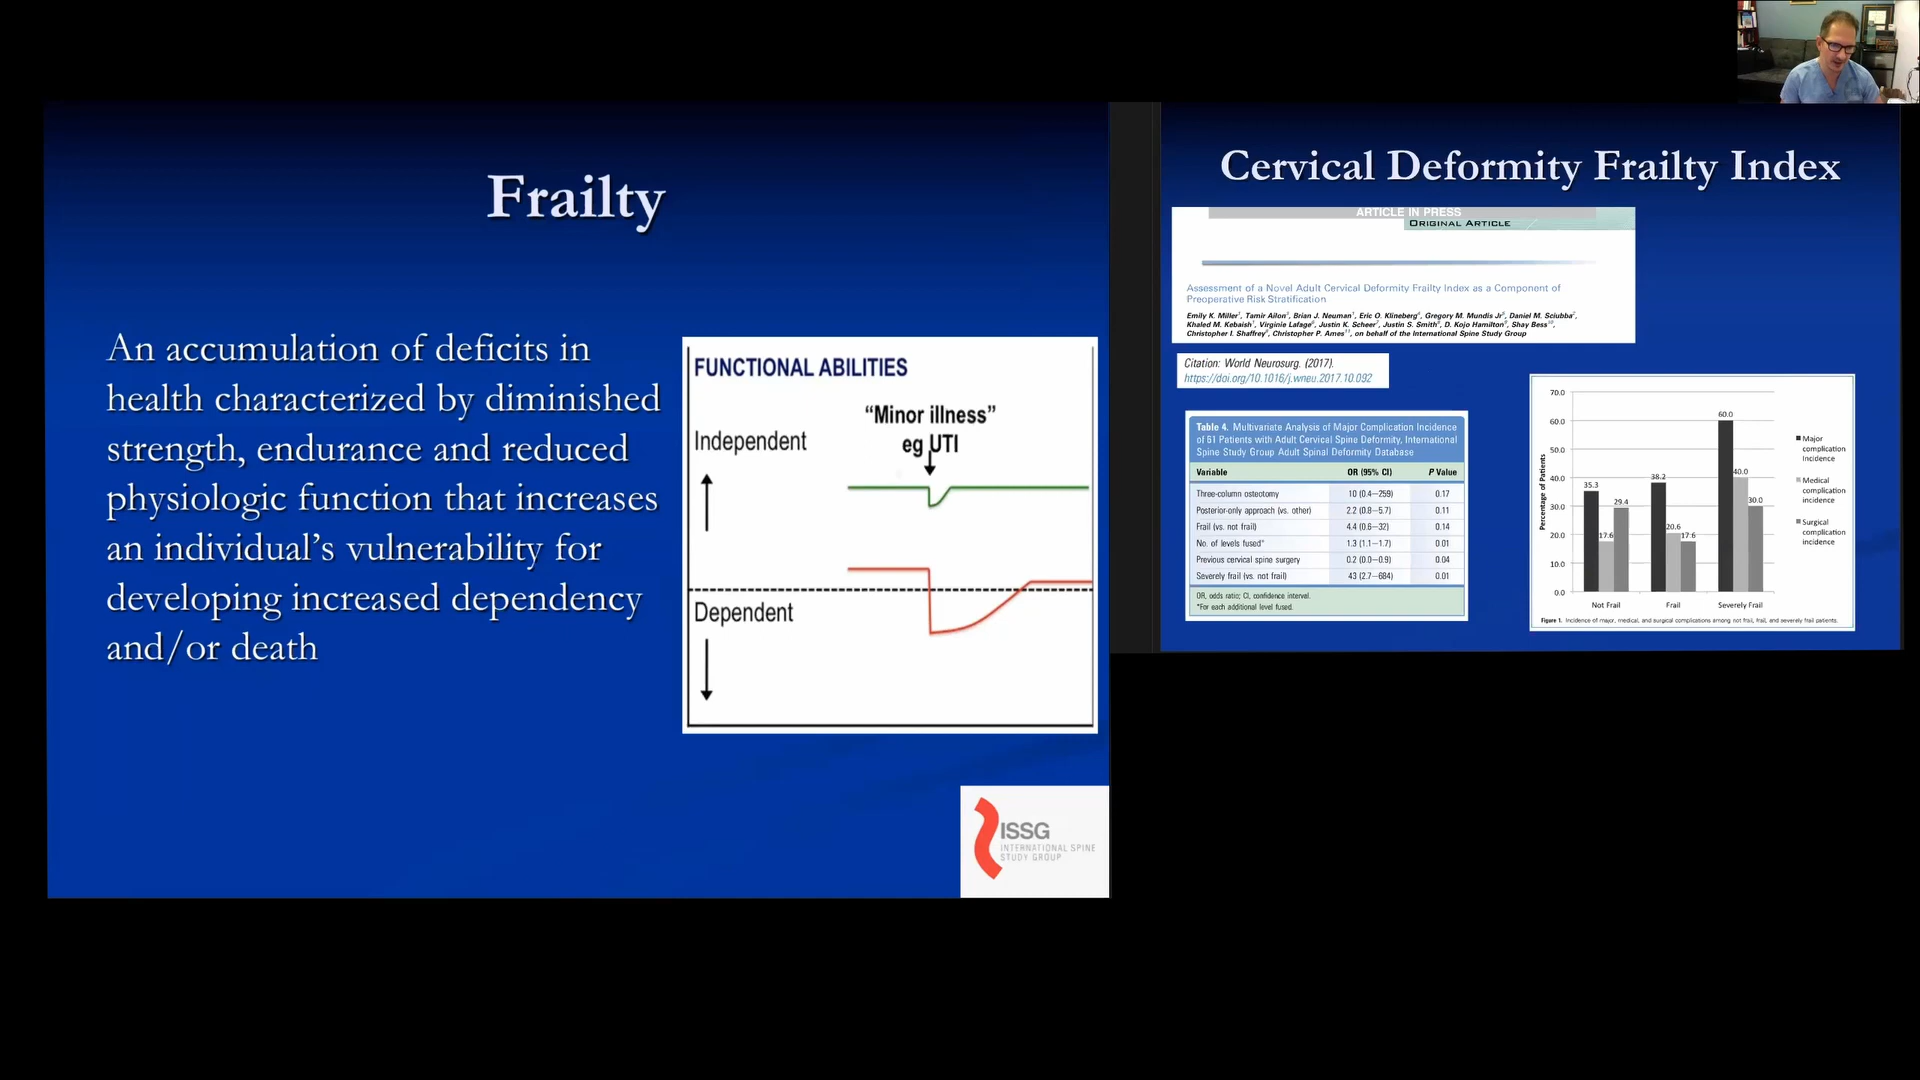 Frailty
An accumulation of deficits in
health characterized by diminished
strength, endurance and reduced
physiologic function that increases
an individual’s vulnerability for
developing increased dependency
and/or death
FUNCTIONAL ABILITIES
“Minor illness”
eg UTI
Independent
Dependent
ISSG
INTERNATIONAL SPINE
STUDY GROUP
Cervical Deformity Frailty Index
ARTICLE IN PRESS
ORIGINAL ARTICLE
Assessment of a Novel Adult Cervical Deformity Frailty Index as a Component of
Preoperative Risk Stratification
Emily K. Miller, Tamir Ailon, Brian J. Neuman, Eric O. Klineberg, Gregory M. Mundis Jr, Daniel M. Sciubba,
Khaled M. Kebaish, Virginie Lafage, Justin K. Scheer, Justin S. Smith, D. Kojo Hamilton, Shay Bess,
Christopher I. Shaffrey, Christopher P. Ames, on behalf of the International Spine Study Group
Citation: World Neurosurg. (2017).
https://doi.org/10.1016/j.wneu.2017.10.092
Table 4. Multivariate Analysis of Major Complication Incidence
of 61 Patients with Adult Cervical Spine Deformity, International
Spine Study Group Adult Spinal Deformity Database
Variable OR (95% CI) P Value
Three-column osteotomy 10 (0.4–259) 0.17
Posterior-only approach (vs. other) 2.2 (0.8–5.7) 0.11
Frail (vs. not frail) 4.4 (0.6–32) 0.14
No. of levels fused* 1.3 (1.1–1.7) 0.01
Previous cervical spine surgery 0.2 (0.0–0.9) 0.04
Severely frail (vs. not frail) 43 (2.7–684) 0.01
OR, odds ratio; CI, confidence interval.
*For each additional level fused.
Percentage of Patients
70.0
60.0
50.0
40.0
30.0
20.0
10.0
0.0
35.3
17.6
29.4
38.2
20.6
17.6
60.0
40.0
30.0
Not Frail
Frail
Severely Frail
Major
complication
Incidence
Medical
complication
incidence
Surgical
complication
incidence
Figure 1. Incidence of major, medical, and surgical complications among not frail, frail, and severely frail patients.